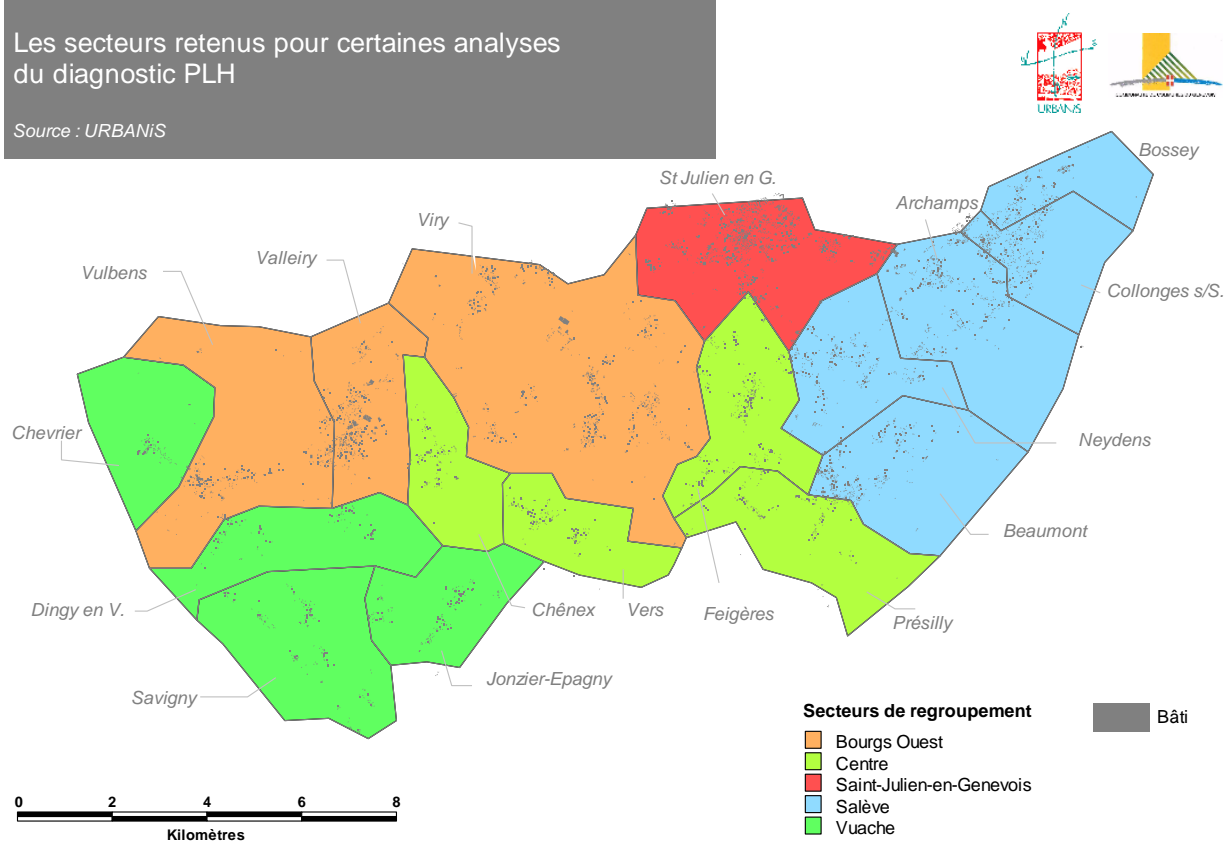 Les secteurs retenus pour certaines analyses
du diagnostic PLH
Source : URBANiS
URBANiS
Bossey
St Julien en G.
Archamps
Viry
Valleiry
Vulbens
Collonges s/S.
Chevrier
Neydens
Beaumont
Dingy en V.
Chênex
Vers
Feigères
Présilly
Jonzier-Epagny
Savigny
Secteurs de regroupement
Bâti
Bourgs Ouest
Centre
Saint-Julien-en-Genevois
Salève
Vuache
0 2 4 6 8
Kilomètres